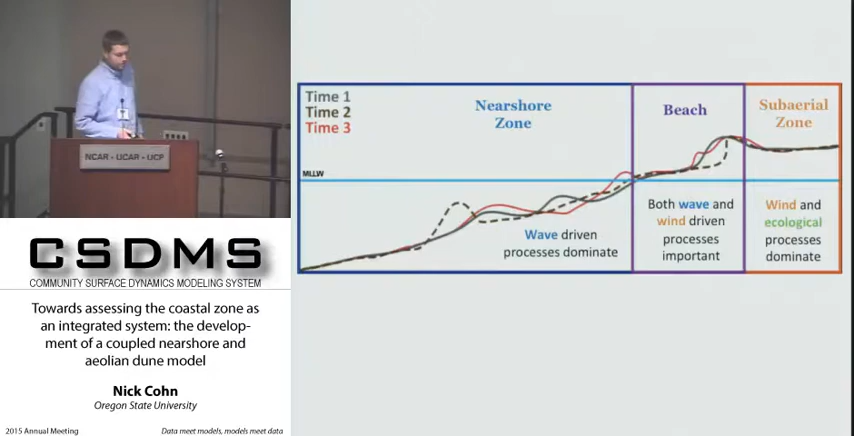 NCAR - UCAR - UCP
CSDMS
COMMUNITY SURFACE DYNAMICS MODELING SYSTEM
Towards assessing the coastal zone as
an integrated system: the develop-
ment of a coupled nearshore and
aeolian dune model
Nick Cohn
Oregon State University
2015 Annual Meeting
Data meet models, models meet data
Time 1
Time 2
Time 3
Nearshore
Zone
Beach
Subaerial
Zone
MLLW
Wave driven
processes dominate
Both wave and
wind driven
processes
important
Wind and
ecological
processes
dominate